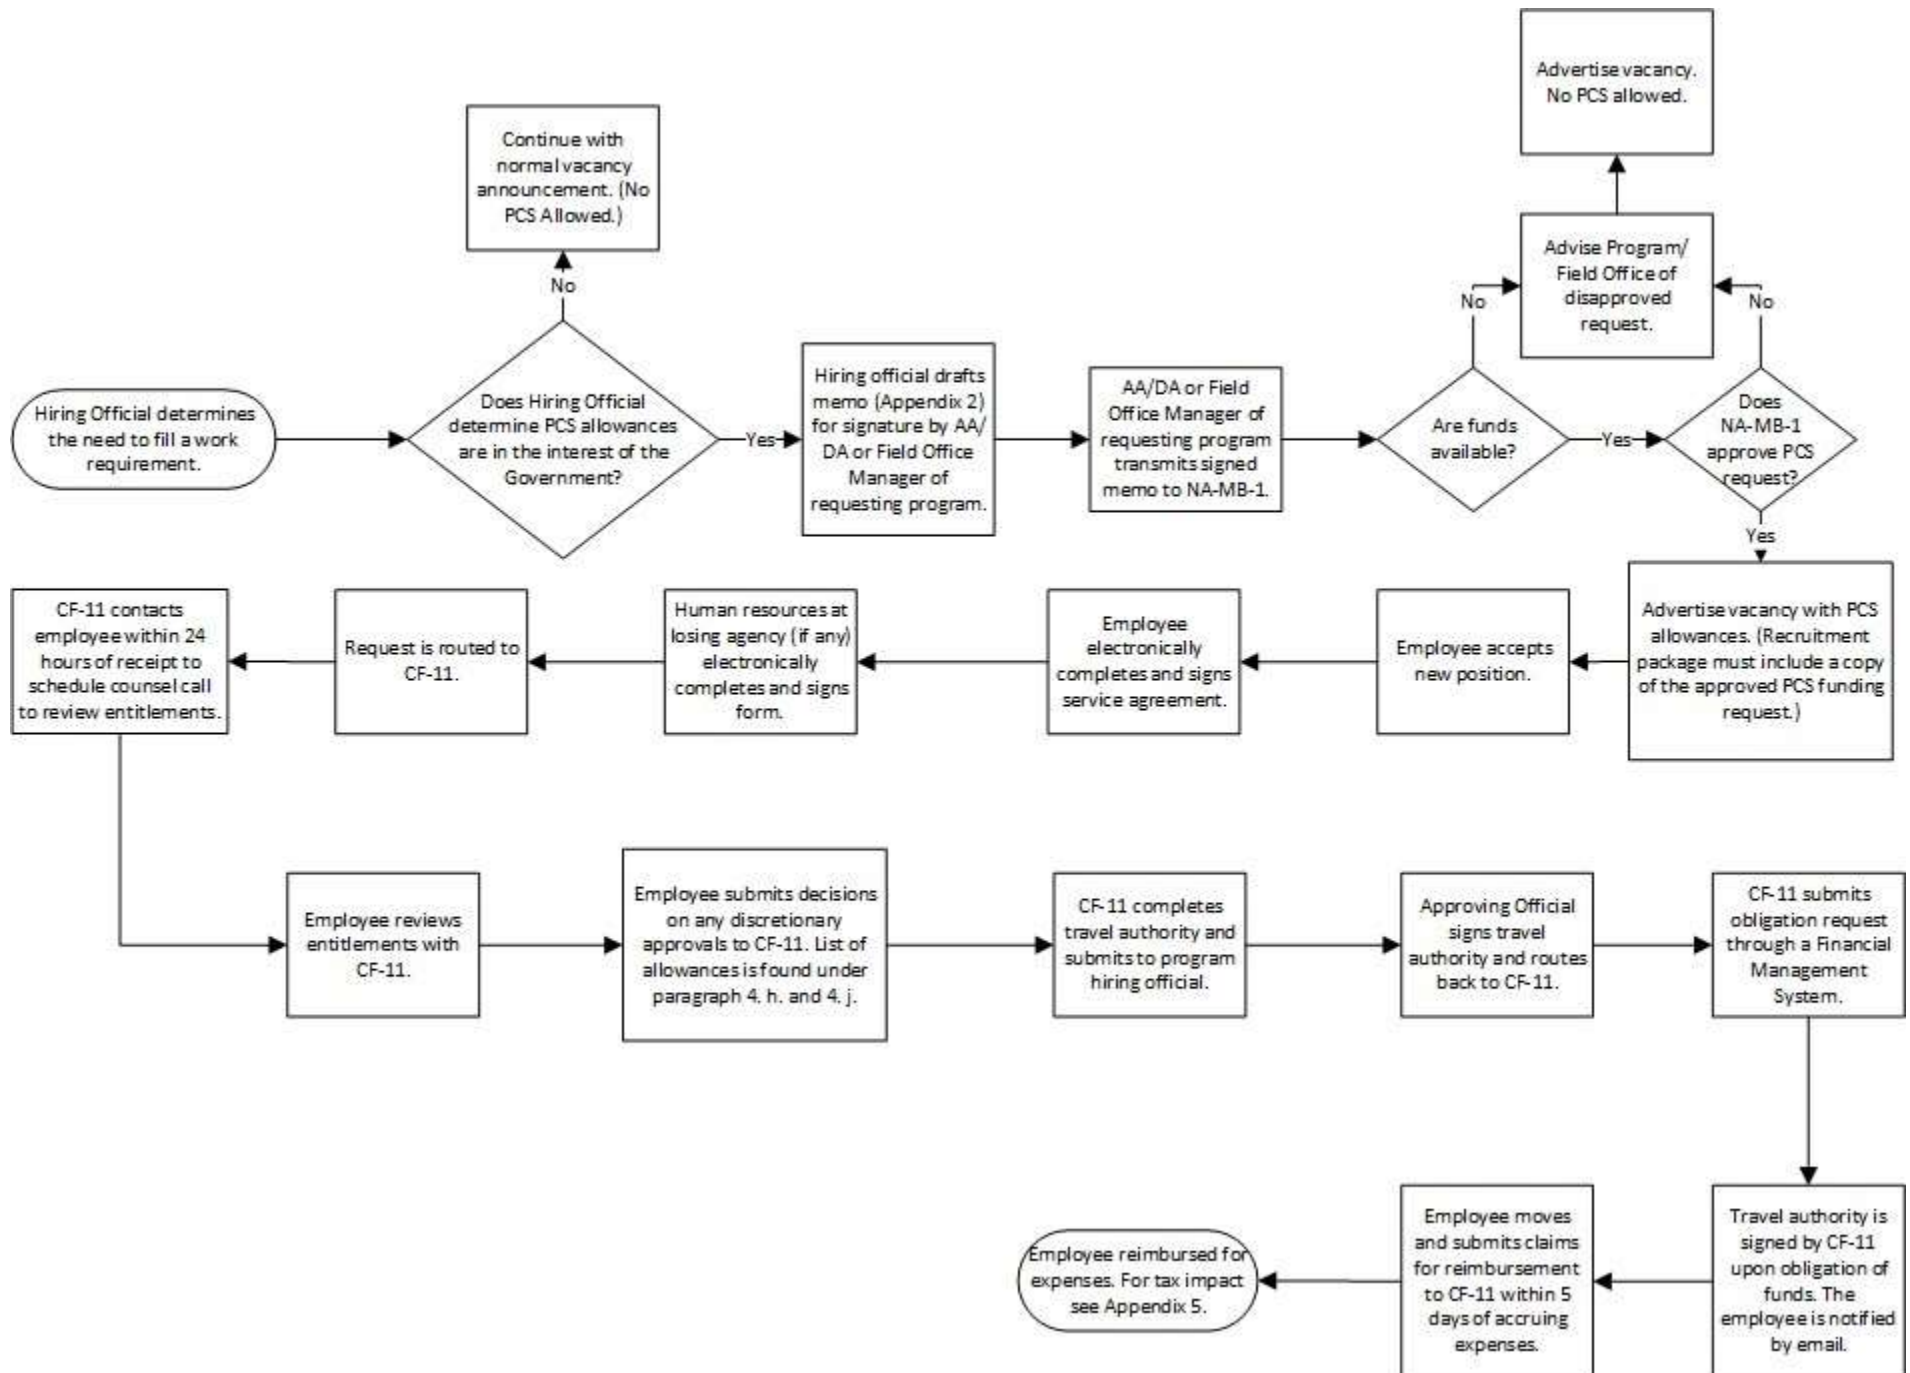 Hiring Official determines
the need to fill a work
requirement.
Does Hiring Official
determine PCS allowances
are in the interest of the
Government?
No
Continue with
normal vacancy
announcement. (No
PCS Allowed.)
Yes
Hiring official drafts
memo (Appendix 2)
for signature by AA/
DA or Field Office
Manager of
requesting program.
AA/DA or Field
Office Manager of
requesting program
transmits signed
memo to NA-MB-1.
Are funds
available?
No
Yes
Does
NA-MB-1
approve PCS
request?
No
Advise Program/
Field Office of
disapproved
request.
Advertise vacancy.
No PCS allowed.
Yes
Advertise vacancy with PCS
allowances. (Recruitment
package must include a copy
of the approved PCS funding
request.)
Employee accepts
new position.
Employee
electronically
completes and signs
service agreement.
Human resources at
losing agency (if any)
electronically
completes and signs
form.
Request is routed to
CF-11.
CF-11 contacts
employee within 24
hours of receipt to
schedule counsel call
to review entitlements.
Employee reviews
entitlements with
CF-11.
Employee submits decisions
on any discretionary
approvals to CF-11. List of
allowances is found under
paragraph 4. h. and 4. j.
CF-11 completes
travel authority and
submits to program
hiring official.
Approving Official
signs travel
authority and routes
back to CF-11.
CF-11 submits
obligation request
through a Financial
Management
System.
Travel authority is
signed by CF-11
upon obligation of
funds. The
employee is notified
by email.
Employee moves
and submits claims
for reimbursement
to CF-11 within 5
days of accruing
expenses.
Employee reimbursed for
expenses. For tax impact
see Appendix 5.